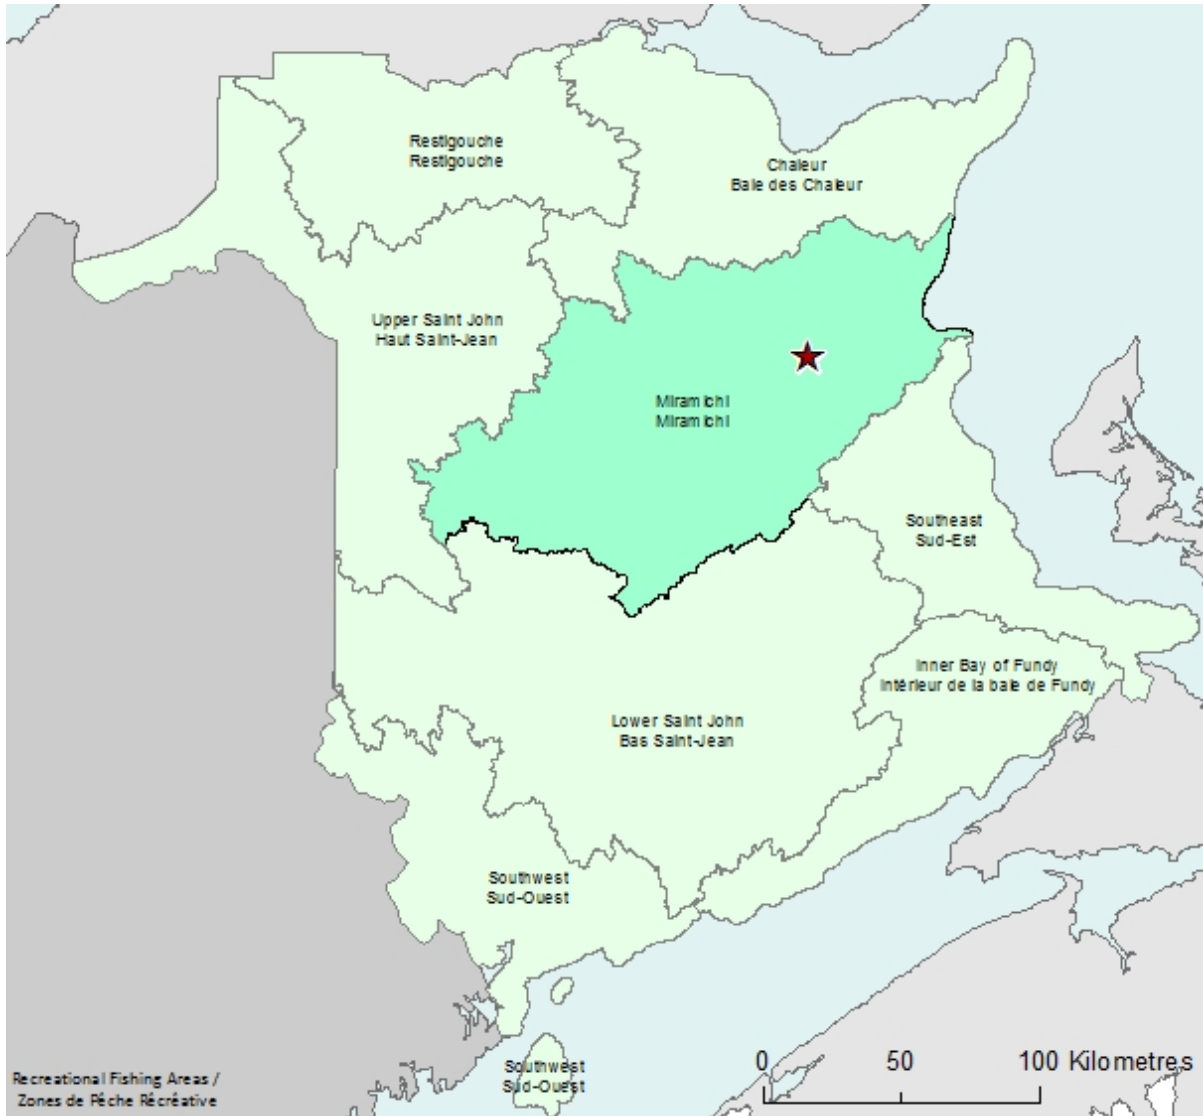 Restigouche
Restigouche
Chaleur
Baie des Chaleur
Upper Saint John
Haut Saint-Jean
Miramichi
Miramichi
Southeast
Sud-Est
Inner Bay of Fundy
Intérieur de la baie de Fundy
Lower Saint John
Bas Saint-Jean
Southwest
Sud-Ouest
Southwest
Sud-Ouest
0 50 100 Kilometres
Recreational Fishing Areas /
Zones de Pêche Récréative